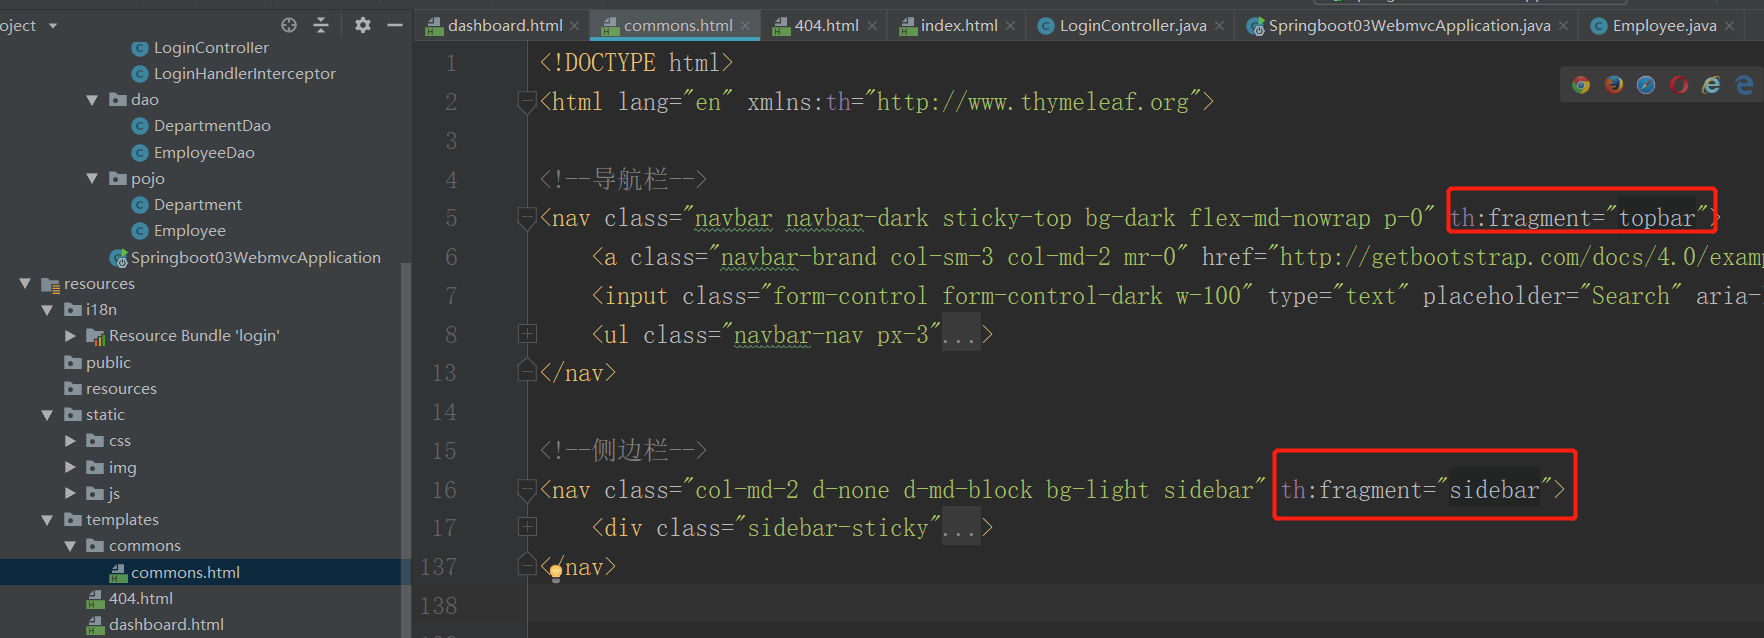 oject
LoginController
LoginHandlerInterceptor
dao
DepartmentDao
EmployeeDao
pojo
Department
Employee
Springboot03WebmvcApplication
resources
i18n
Resource Bundle 'login'
public
resources
static
css
img
js
templates
commons
commons.html
404.html
dashboard.html
dashboard.html commons.html 404.html index.html LoginController.java Springboot03WebmvcApplication.java Employee.java
1 <!DOCTYPE html>
2 <html lang="en" xmlns:th="http://www.thymeleaf.org">
3
4 <!--导航栏-->
5 <nav class="navbar navbar-dark sticky-top bg-dark flex-md-nowrap p-0" th:fragment="topbar">
6 <a class="navbar-brand col-sm-3 col-md-2 mr-0" href="http://getbootstrap.com/docs/4.0/examp
7 <input class="form-control form-control-dark w-100" type="text" placeholder="Search" aria-
8 <ul class="navbar-nav px-3"...>
13 </nav>
14
15 <!--侧边栏-->
16 <nav class="col-md-2 d-none d-md-block bg-light sidebar" th:fragment="sidebar">
17 <div class="sidebar-sticky"...>
137 </nav>
138